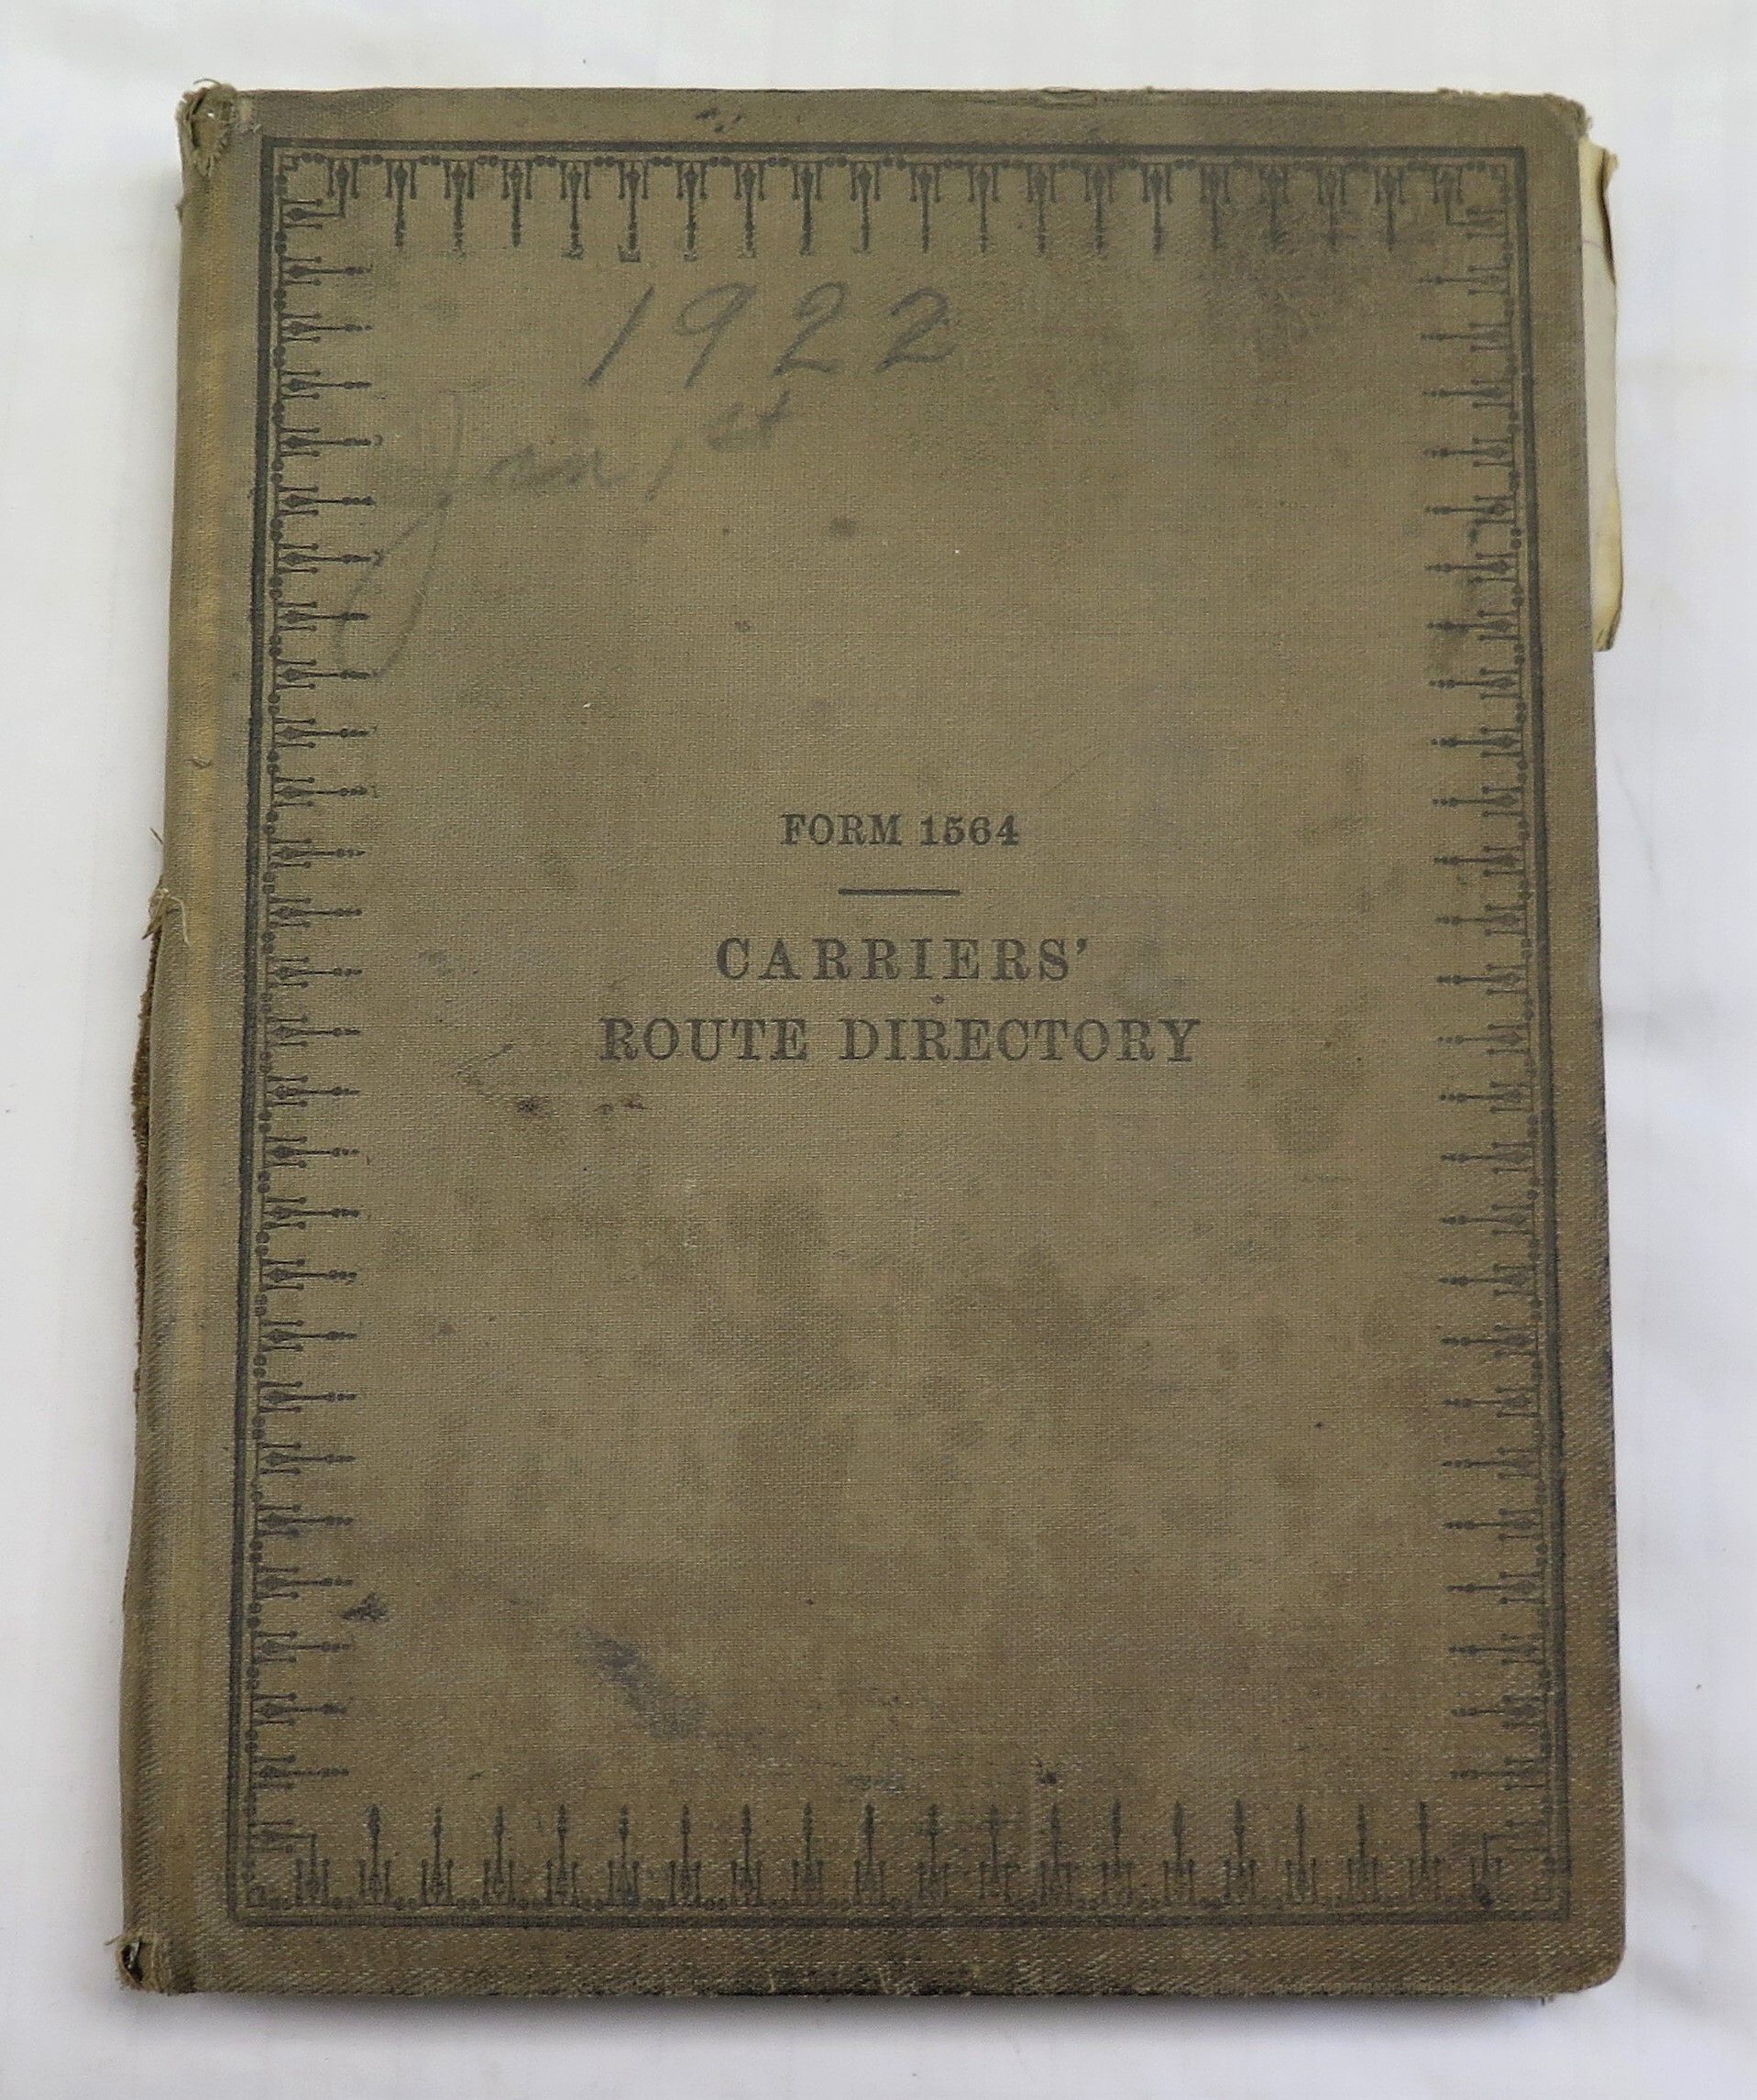 1922
Jan 1st
FORM 1564
CARRIERS'
ROUTE DIRECTORY